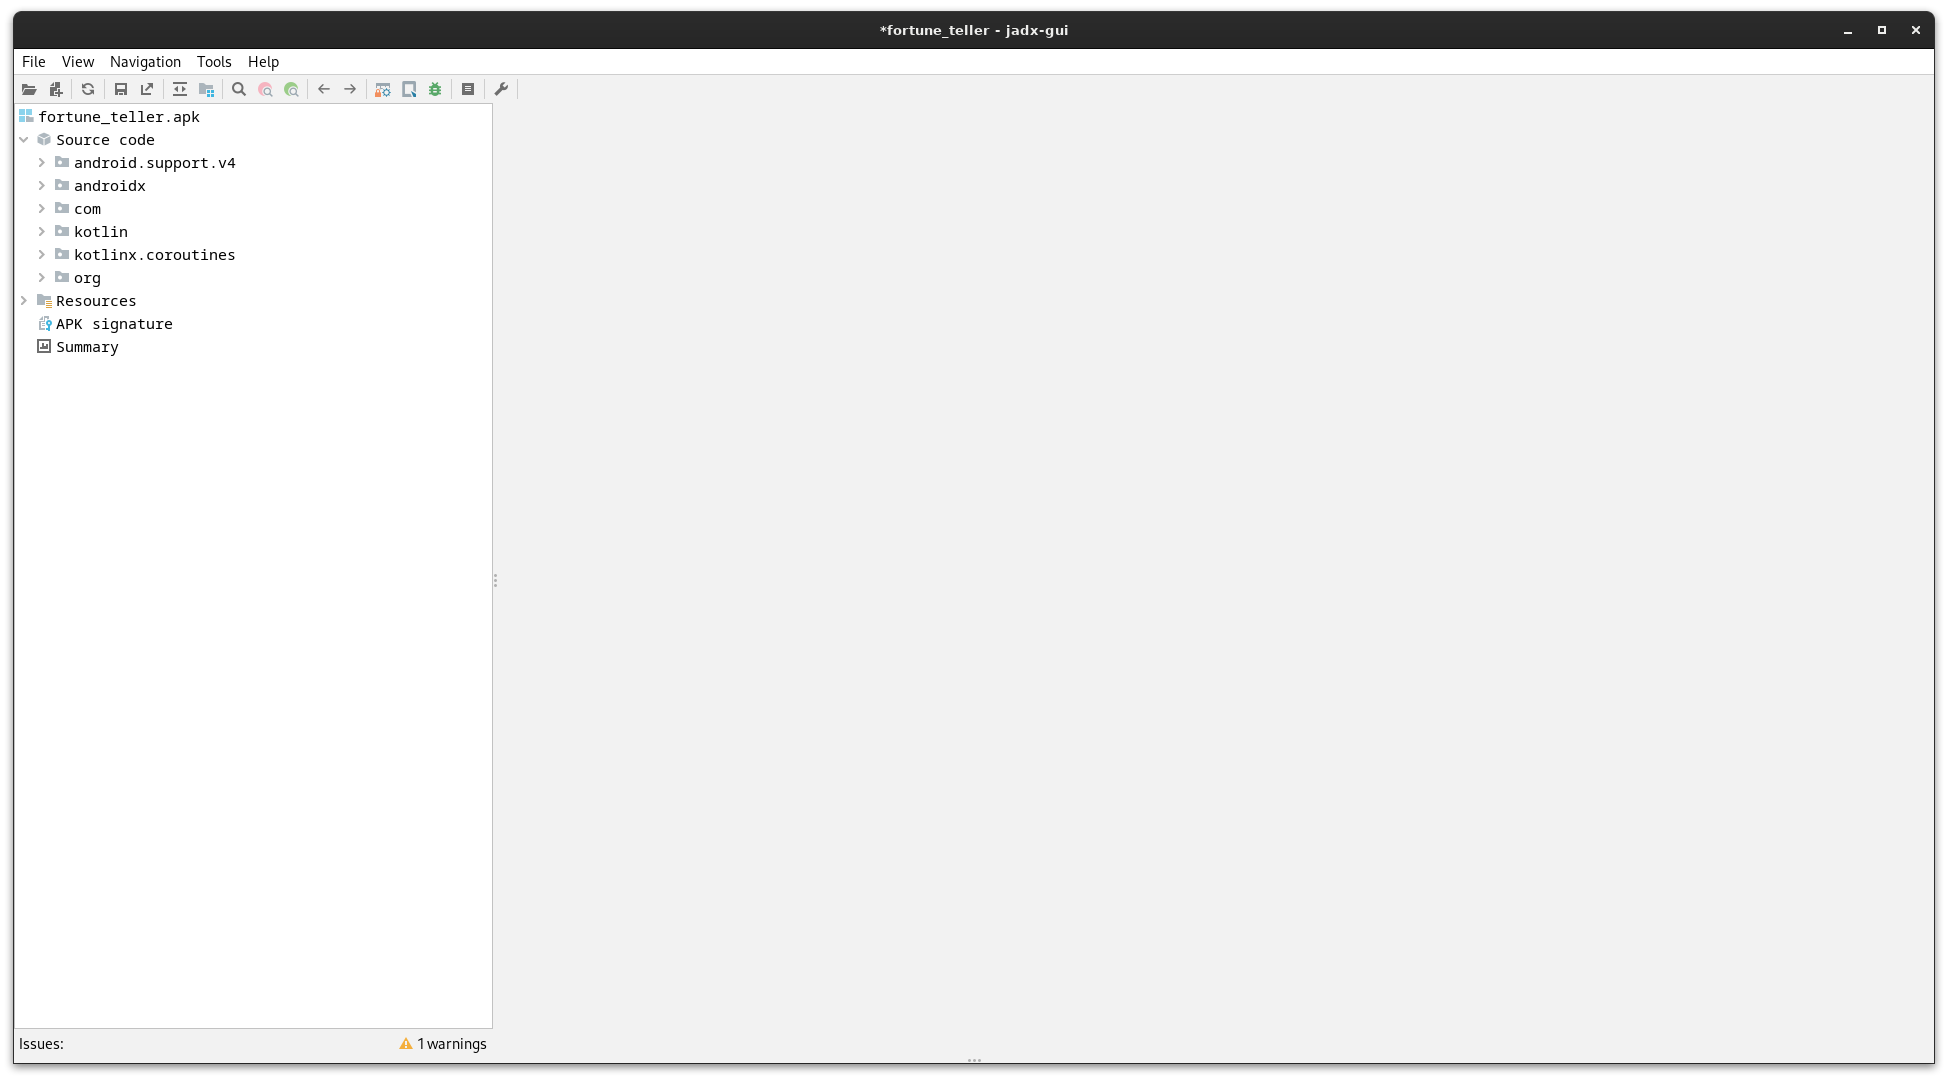 *fortune_teller - jadx-gui
File View Navigation Tools Help
fortune_teller.apk
Source code
android.support.v4
androidx
com
kotlin
kotlinx.coroutines
org
Resources
APK signature
Summary
Issues: 1 warnings